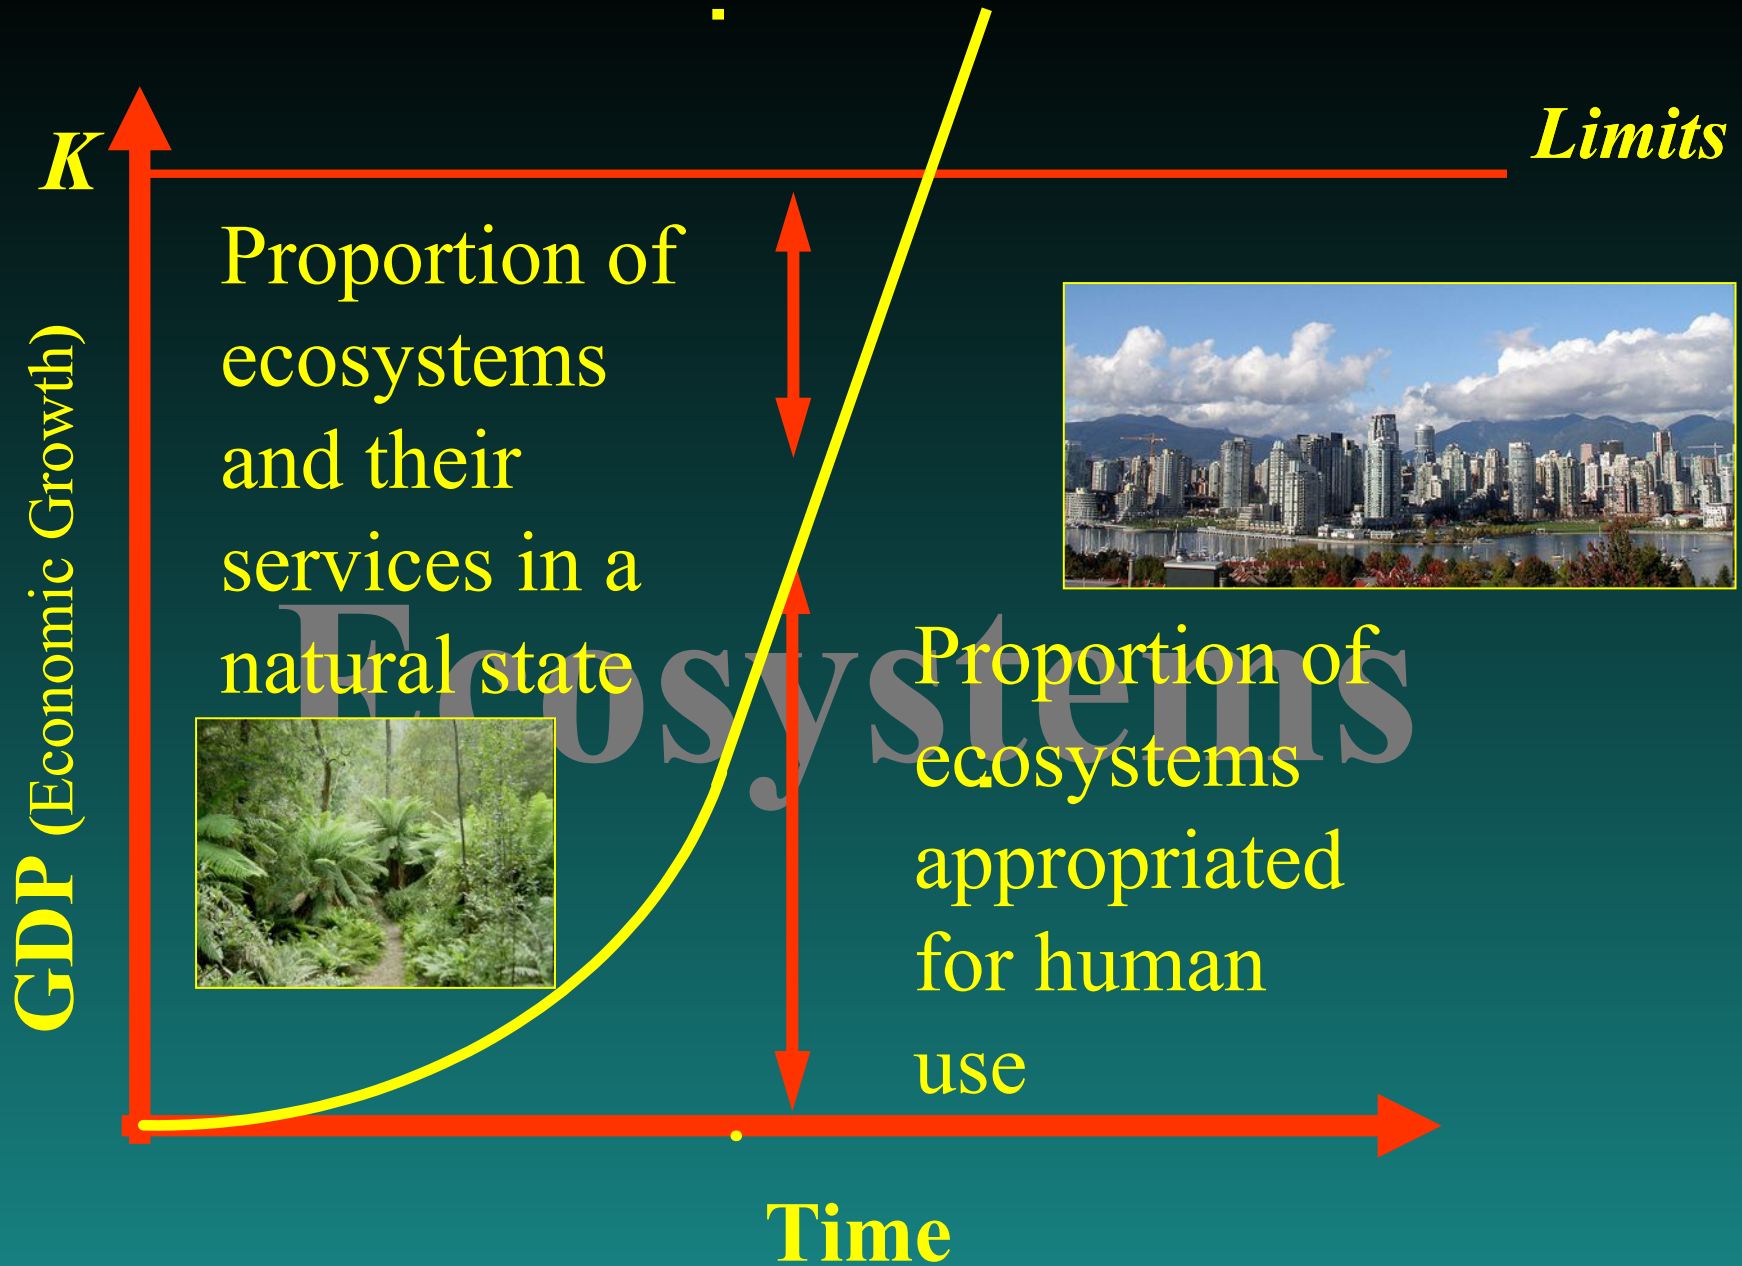 K
Limits
Proportion of
ecosystems
and their
services in a
natural state
GDP (Economic Growth)
Ecosystems
Proportion of
ecosystems
appropriated
for human
use
Time